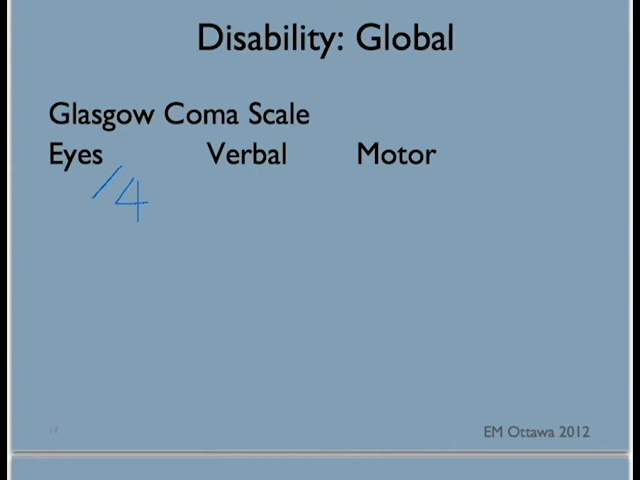 Disability: Global
Glasgow Coma Scale
Eyes Verbal Motor
/4
EM Ottawa 2012